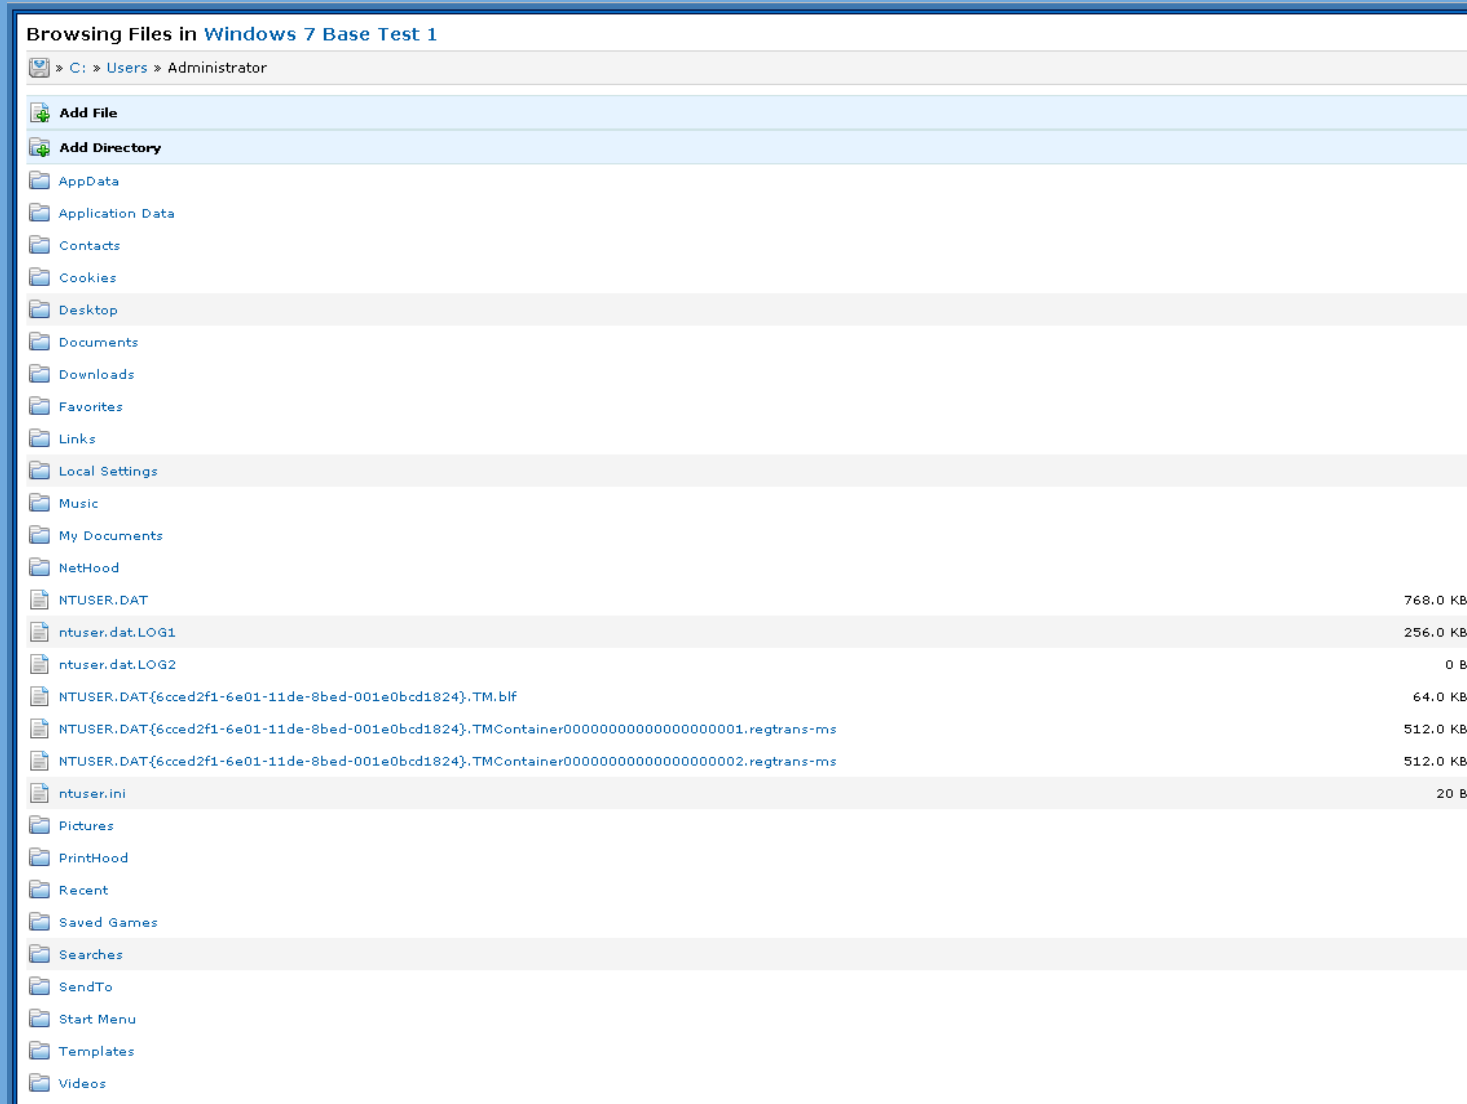 Browsing Files in Windows 7 Base Test 1
» C: » Users » Administrator
Add File
Add Directory
AppData
Application Data
Contacts
Cookies
Desktop
Documents
Downloads
Favorites
Links
Local Settings
Music
My Documents
NetHood
NTUSER.DAT 768.0 KB
ntuser.dat.LOG1 256.0 KB
ntuser.dat.LOG2 0 B
NTUSER.DAT{6cced2f1-6e01-11de-8bed-001e0bcd1824}.TM.blf 64.0 KB
NTUSER.DAT{6cced2f1-6e01-11de-8bed-001e0bcd1824}.TMContainer00000000000000000001.regtrans-ms 512.0 KB
NTUSER.DAT{6cced2f1-6e01-11de-8bed-001e0bcd1824}.TMContainer00000000000000000002.regtrans-ms 512.0 KB
ntuser.ini 20 B
Pictures
PrintHood
Recent
Saved Games
Searches
SendTo
Start Menu
Templates
Videos